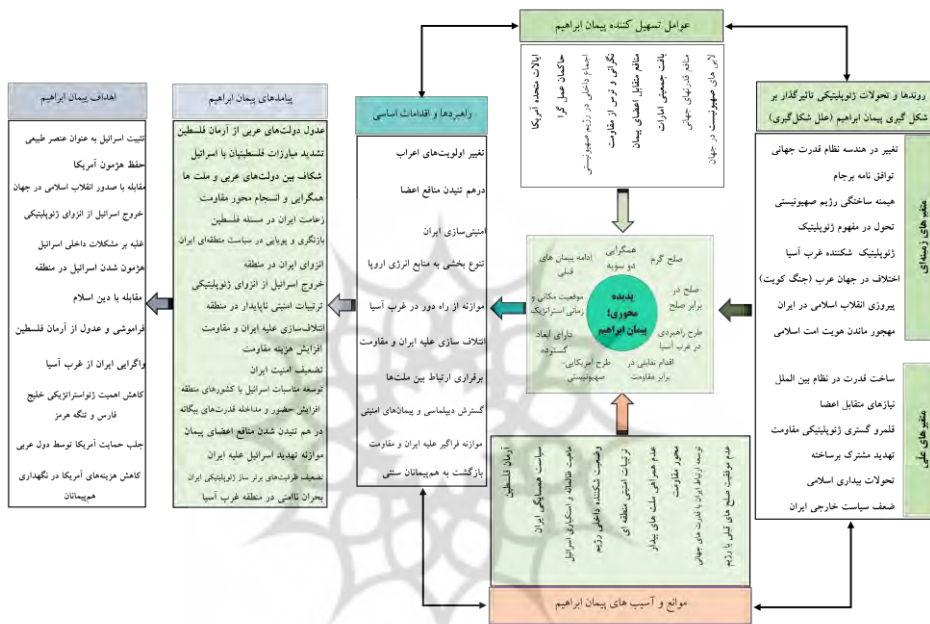 عوامل تسهیل کننده پیمان ابراهیم
لابی های صهیونیست در جهان
منافع قدرتهای جهانی
بافت جمعیتی امارات
منافع متقابل اعضای پیمان
نگرانی و ترس از مقاومت
اجماع داخلی در رژیم صهیونیستی
حاکمان عمل گرا
ایالات متحده آمریکا
روندها و تحولات ژئوپلیتیکی تاثیرگذار بر
شکل گیری پیمان ابراهیم (علل شکل‌گیری)
متغیرهای زمینه‌ای
تغییر در هندسه نظام قدرت جهانی
توافق نامه برجام
هیمنه ساختگی رژیم صهیونیستی
تحول در مفهوم ژئوپلیتیک
ژئوپلیتیک شکننده غرب آسیا
اختلاف در جهان عرب (جنگ کویت)
پیروزی انقلاب اسلامی در ایران
مهجور ماندن هویت امت اسلامی
متغیرهای علی
ساخت قدرت در نظام بین الملل
نیازهای متقابل اعضا
قلمرو گستری ژئوپلیتیکی مقاومت
تهدید مشترک برساخته
تحولات بیداری اسلامی
ضعف سیاست خارجی ایران
صلح گرم
همگرایی
دو سویه
ادامه پیمان های
قبلی
صلح در
برابر صلح
پدیده
محوری؛
پیمان ابراهیم
موقعیت مکانی و
زمانی استراتژیک
طرح راهبردی
در غرب آسیا
دارای ابعاد
گسترده
اقدام تقابلی در
برابر مقاومت
طرح آمریکایی-
صهیونیستی
عدم موفقیت صلح های قبلی با رژیم
توسعه ارتباط ایران با قدرت های جهانی
محور مقاومت
عدم همراهی ملت های بیدار
ترتیبات امنیتی منطقه ای
وضعیت شکننده داخلی رژیم
ماهیت ظالمانه استکباری اسرائیل
سیاست همسایگی ایران
آرمان فلسطین
موانع و آسیب های پیمان ابراهیم
راهبردها و اقدامات اساسی
تغییر اولویت‌های اعراب
درهم تنیدن منافع اعضا
امنیتی‌سازی ایران
تنوع بخشی به منابع انرژی اروپا
موازنه از راه دور در غرب آسیا
ائتلاف سازی علیه ایران و مقاومت
برقراری ارتباط بین ملت‌ها
گسترش دیپلماسی و پیمان‌های امنیتی
موازنه فراگیر علیه ایران و مقاومت
بازگشت به هم‌پیمانان سنتی
پیامدهای پیمان ابراهیم
عدول دولت‌های عربی از آرمان فلسطین
تشدید مبارزات فلسطینیان با اسرائیل
شکاف بین دولت‌های عربی و ملت ها
همگرایی و انسجام محور مقاومت
زعامت ایران در مسئله فلسطین
بازنگری و پویایی در سیاست منطقه‌ای ایران
انزوای ایران در منطقه
خروج اسرائیل از انزوای ژئوپلیتیکی
ترتیبات امنیتی ناپایدار در منطقه
ائتلاف‌سازی علیه ایران و مقاومت
افزایش هزینه مقاومت
تضعیف امنیت ایران
توسعه مناسبات اسرائیل با کشورهای منطقه
افزایش حضور و مداخله قدرت‌های بیگانه
در هم تنیدن شدن منافع اعضای پیمان
موازنه تهدید اسرائیل علیه ایران
تضعیف ظرفیت‌های برتر ساز ژئوپلیتیکی ایران
بحران ناامنی در منطقه غرب آسیا
اهداف پیمان ابراهیم
تثبیت اسرائیل به عنوان عنصر طبیعی
حفظ هژمون آمریکا
مقابله با صدور انقلاب اسلامی در جهان
خروج اسرائیل از انزوای ژئوپلیتیکی
غلبه بر مشکلات داخلی اسرائیل
هژمون شدن اسرائیل در منطقه
مقابله با دین اسلام
فراموشی و عدول از آرمان فلسطین
واگرایی ایران از غرب آسیا
کاهش اهمیت ژئواستراتژیکی خلیج
فارس و تنگه هرمز
جلب حمایت آمریکا توسط دول عربی
کاهش هزینه‌های آمریکا در نگهداری
هم‌پیمانان